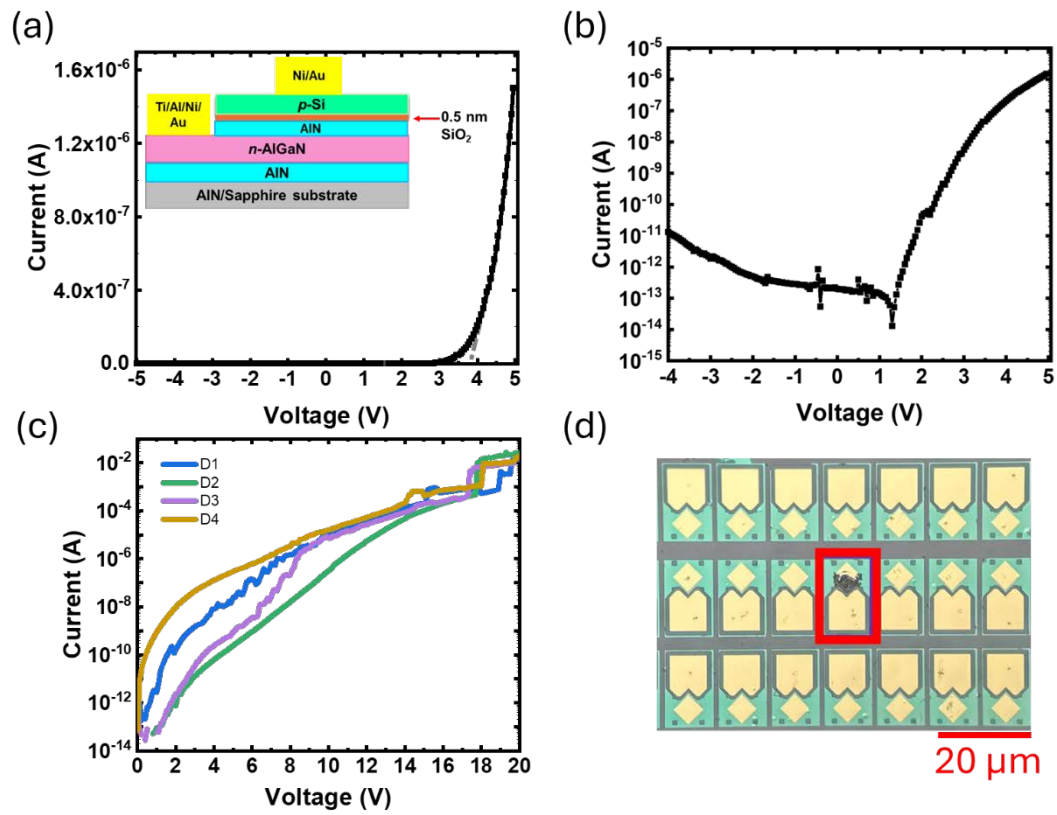 (a)
Current (A)
1.6x10⁻⁶
1.2x10⁻⁶
8.0x10⁻⁷
4.0x10⁻⁷
0.0
-5 -4 -3 -2 -1 0 1 2 3 4 5
Voltage (V)
Ni/Au
Ti/Al/Ni/
Au
p-Si
AlN
0.5 nm
SiO₂
n-AlGaN
AlN
AlN/Sapphire substrate
(b)
Current (A)
10⁻⁵
10⁻⁶
10⁻⁷
10⁻⁸
10⁻⁹
10⁻¹⁰
10⁻¹¹
10⁻¹²
10⁻¹³
10⁻¹⁴
10⁻¹⁵
-4 -3 -2 -1 0 1 2 3 4 5
Voltage (V)
(c)
Current (A)
10⁻²
10⁻⁴
10⁻⁶
10⁻⁸
10⁻¹⁰
10⁻¹²
10⁻¹⁴
D1
D2
D3
D4
0 2 4 6 8 10 12 14 16 18 20
Voltage (V)
(d)
20 µm